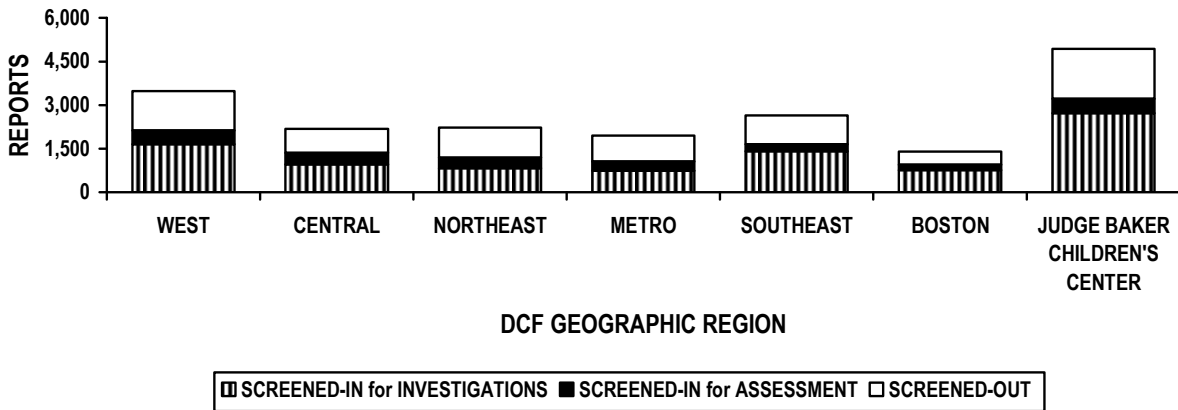 6,000
4,500
3,000
1,500
0
REPORTS
WEST
CENTRAL
NORTHEAST
METRO
SOUTHEAST
BOSTON
JUDGE BAKER
CHILDREN'S
CENTER
DCF GEOGRAPHIC REGION
SCREENED-IN for INVESTIGATIONS
SCREENED-IN for ASSESSMENT
SCREENED-OUT